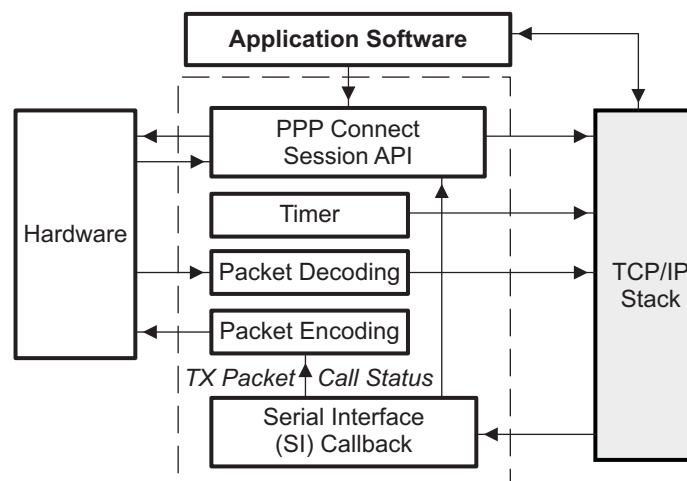 Application Software
PPP Connect
Session API
Timer
Hardware
Packet Decoding
TCP/IP
Stack
Packet Encoding
TX Packet
Call Status
Serial Interface
(SI) Callback